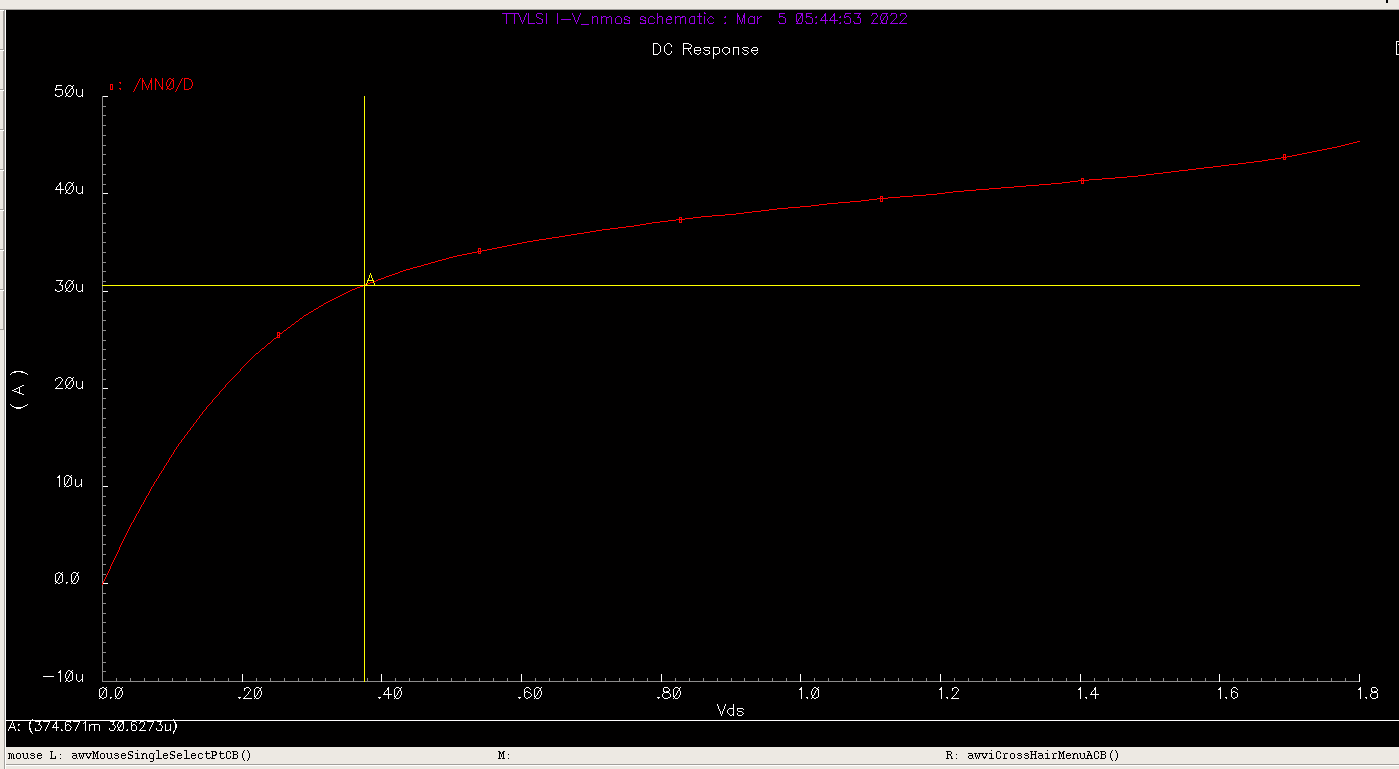 TTVLSI I-V_nmos schematic : Mar 5 05:44:53 2022
DC Response
: /MN0/D
50u
40u
30u
20u
10u
0.0
-10u
( A )
0.0 .20 .40 .60 .80 1.0 1.2 1.4 1.6 1.8
Vds
A
A: (374.671m 30.6273u)
mouse L: awvMouseSingleSelectPtCB() M: R: awviCrossHairMenuACB()